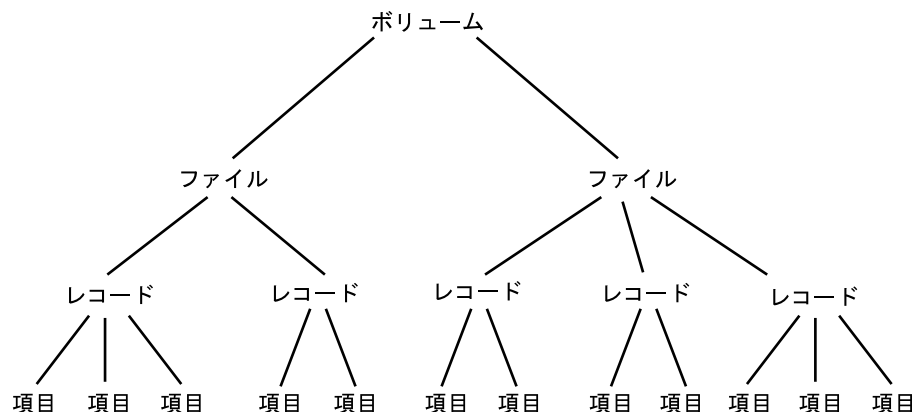 ボリューム
ファイル ファイル
レコード レコード レコード レコード レコード
項目 項目 項目 項目 項目 項目 項目 項目 項目 項目 項目 項目